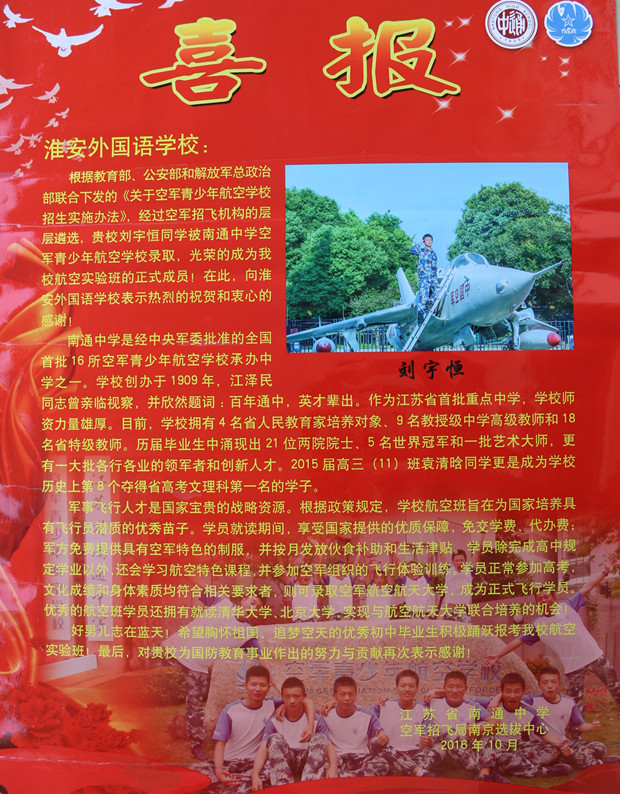 喜报
淮安外国语学校：
根据教育部、公安部和解放军总政治
部联合下发的《关于空军青少年航空学校
招生实施办法》，经过空军招飞机构的层
层遴选，贵校刘宇恒同学被南通中学空
军青少年航空学校录取，光荣的成为我
校航空实验班的正式成员！在此，向淮
安外国语学校表示热烈的祝贺和衷心的
感谢！
刘宇恒
南通中学是经中央军委批准的全国
首批16所空军青少年航空学校承办中
学之一。学校创办于1909年，江泽民
同志曾亲临视察，并欣然题词：百年通中，英才辈出。作为江苏省首批重点中学，学校师
资力量雄厚。目前，学校拥有4名省人民教育家培养对象、9名教授级中学高级教师和18
名省特级教师。历届毕业生中涌现出21位两院院士、5名世界冠军和一批艺术大师，更
有一大批各行各业的领军者和创新人才。2015届高三（11）班袁清晗同学更是成为学校
历史上第8个夺得省高考文理科第一名的学子。
军事飞行人才是国家宝贵的战略资源。根据政策规定，学校航空班旨在为国家培养具
有飞行员潜质的优秀苗子。学员就读期间，享受国家提供的优质保障，免交学费、代办费；
军方免费提供具有空军特色的制服，并按月发放伙食补助和生活津贴。学员除完成高中规
定学业以外，还会学习航空特色课程，并参加空军组织的飞行体验训练。学员正常参加高考，
文化成绩和身体素质均符合相关要求者，则可录取空军航空航天大学，成为正式飞行学员。
优秀的航空班学员还拥有就读清华大学、北京大学，实现与航空航天大学联合培养的机会！
好男儿志在蓝天！希望胸怀祖国、追梦空天的优秀初中毕业生积极踊跃报考我校航空
实验班！最后，对贵校为国防教育事业作出的努力与贡献再次表示感谢！
空军青少年航空学校
江苏省南通中学
空军招飞局南京选拔中心
2016年10月